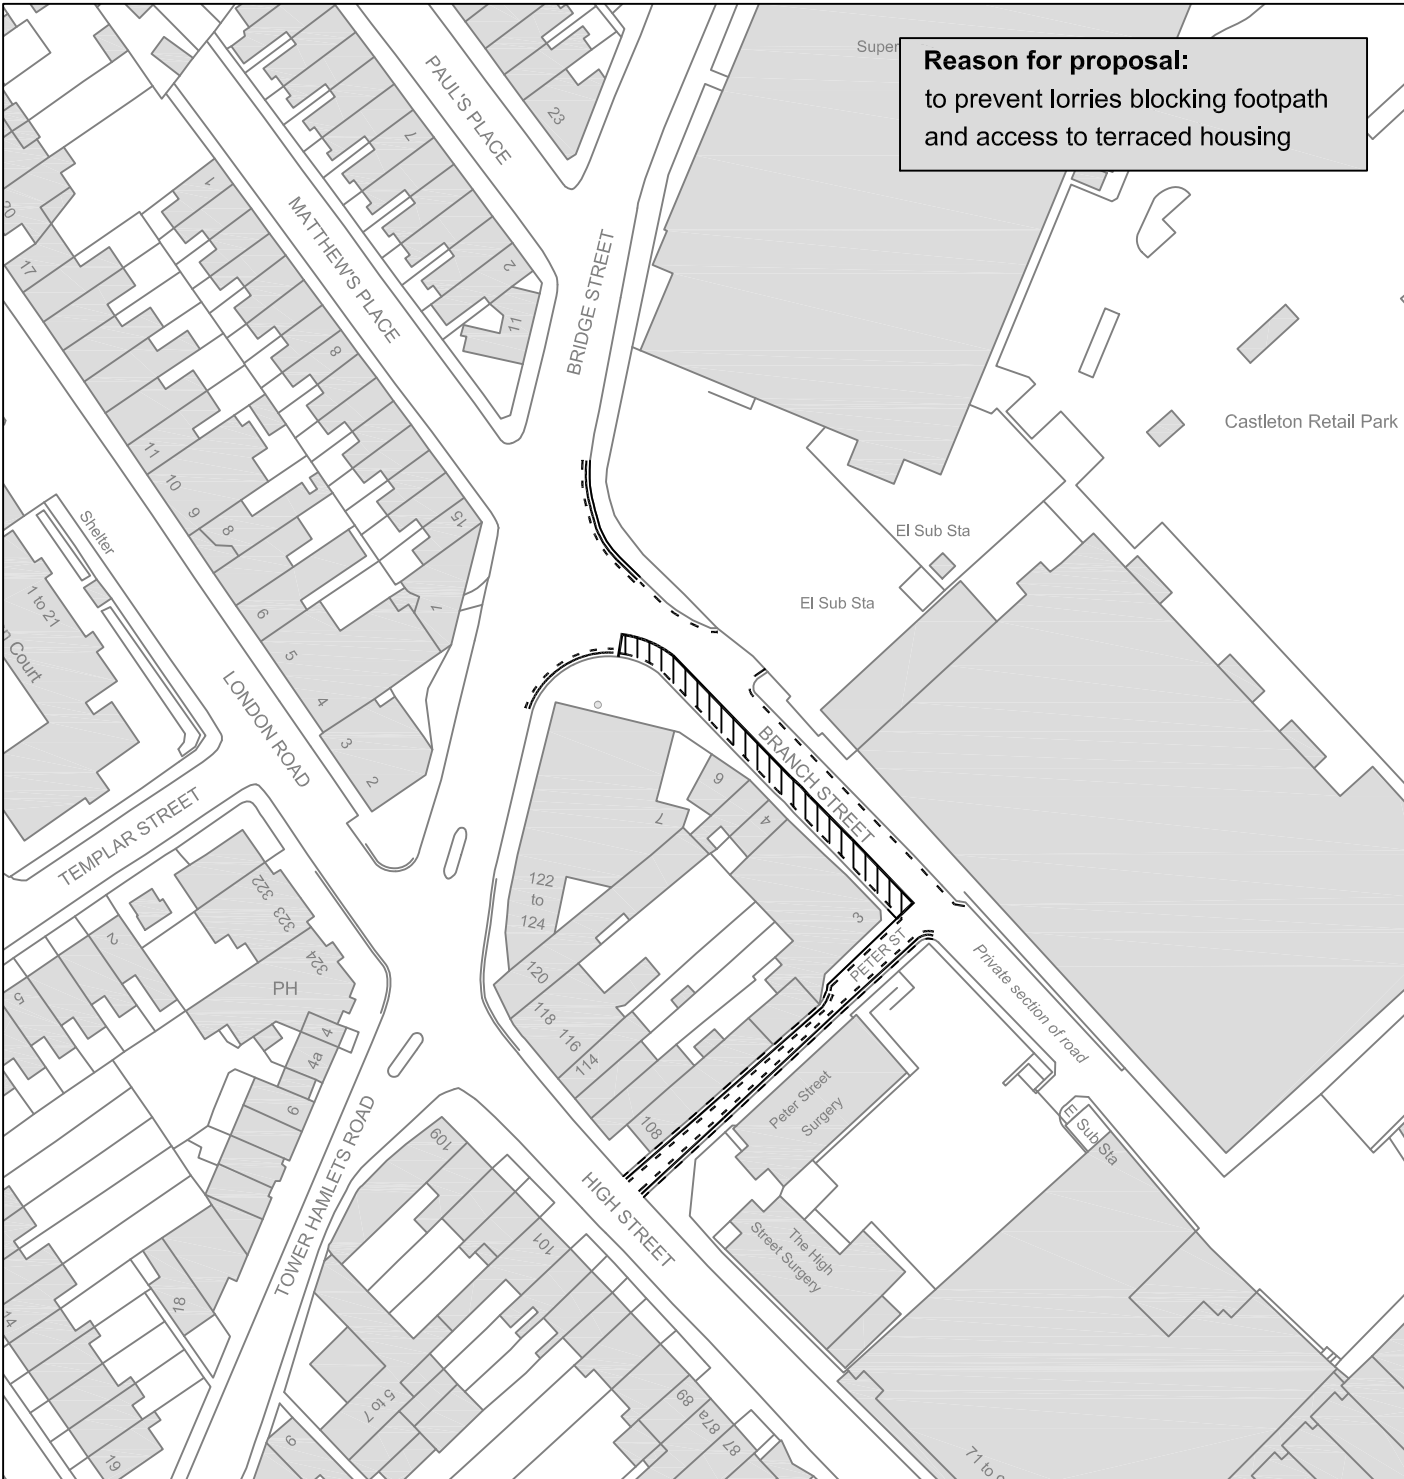 Super
Reason for proposal:
to prevent lorries blocking footpath
and access to terraced housing
PAUL'S PLACE
23
7
2
11
MATTHEW'S PLACE
1
8
15
BRIDGE STREET
20
17
11
10
9
8
6
5
4
3
2
1
Castleton Retail Park
El Sub Sta
El Sub Sta
Shelter
1 to 21
Court
LONDON ROAD
TEMPLAR STREET
BRANCH STREET
6
4
7
3
122
to
124
120
118
116
114
108
PETER ST
Private section of road
322
323
324
PH
2
5
4
4a
6
Peter Street
Surgery
El Sub Sta
TOWER HAMLETS ROAD
109
HIGH STREET
101
The High
Street Surgery
18
14
19
5 to 7
9
89
87a
87
71 to